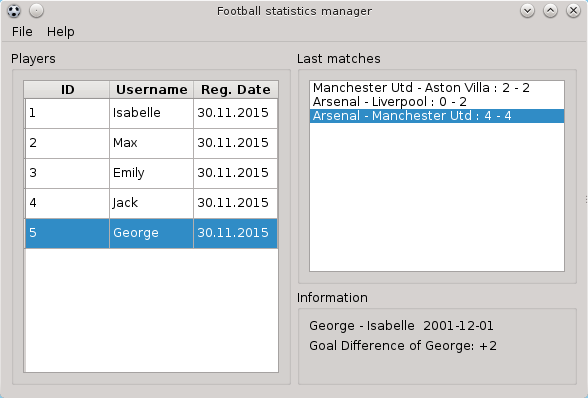 Football statistics manager
File Help
Players
ID Username Reg. Date
1 Isabelle 30.11.2015
2 Max 30.11.2015
3 Emily 30.11.2015
4 Jack 30.11.2015
5 George 30.11.2015
Last matches
Manchester Utd - Aston Villa : 2 - 2
Arsenal - Liverpool : 0 - 2
Arsenal - Manchester Utd : 4 - 4
Information
George - Isabelle  2001-12-01
Goal Difference of George: +2